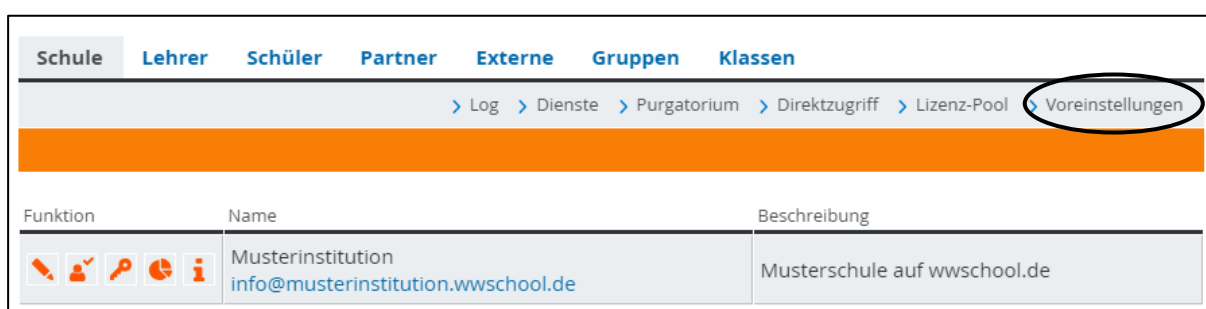 Schule Lehrer Schüler Partner Externe Gruppen Klassen
Log Dienste Purgatorium Direktzugriff Lizenz-Pool Voreinstellungen
Funktion Name Beschreibung
Musterinstitution
info@musterinstitution.wwschool.de
Musterschule auf wwschool.de